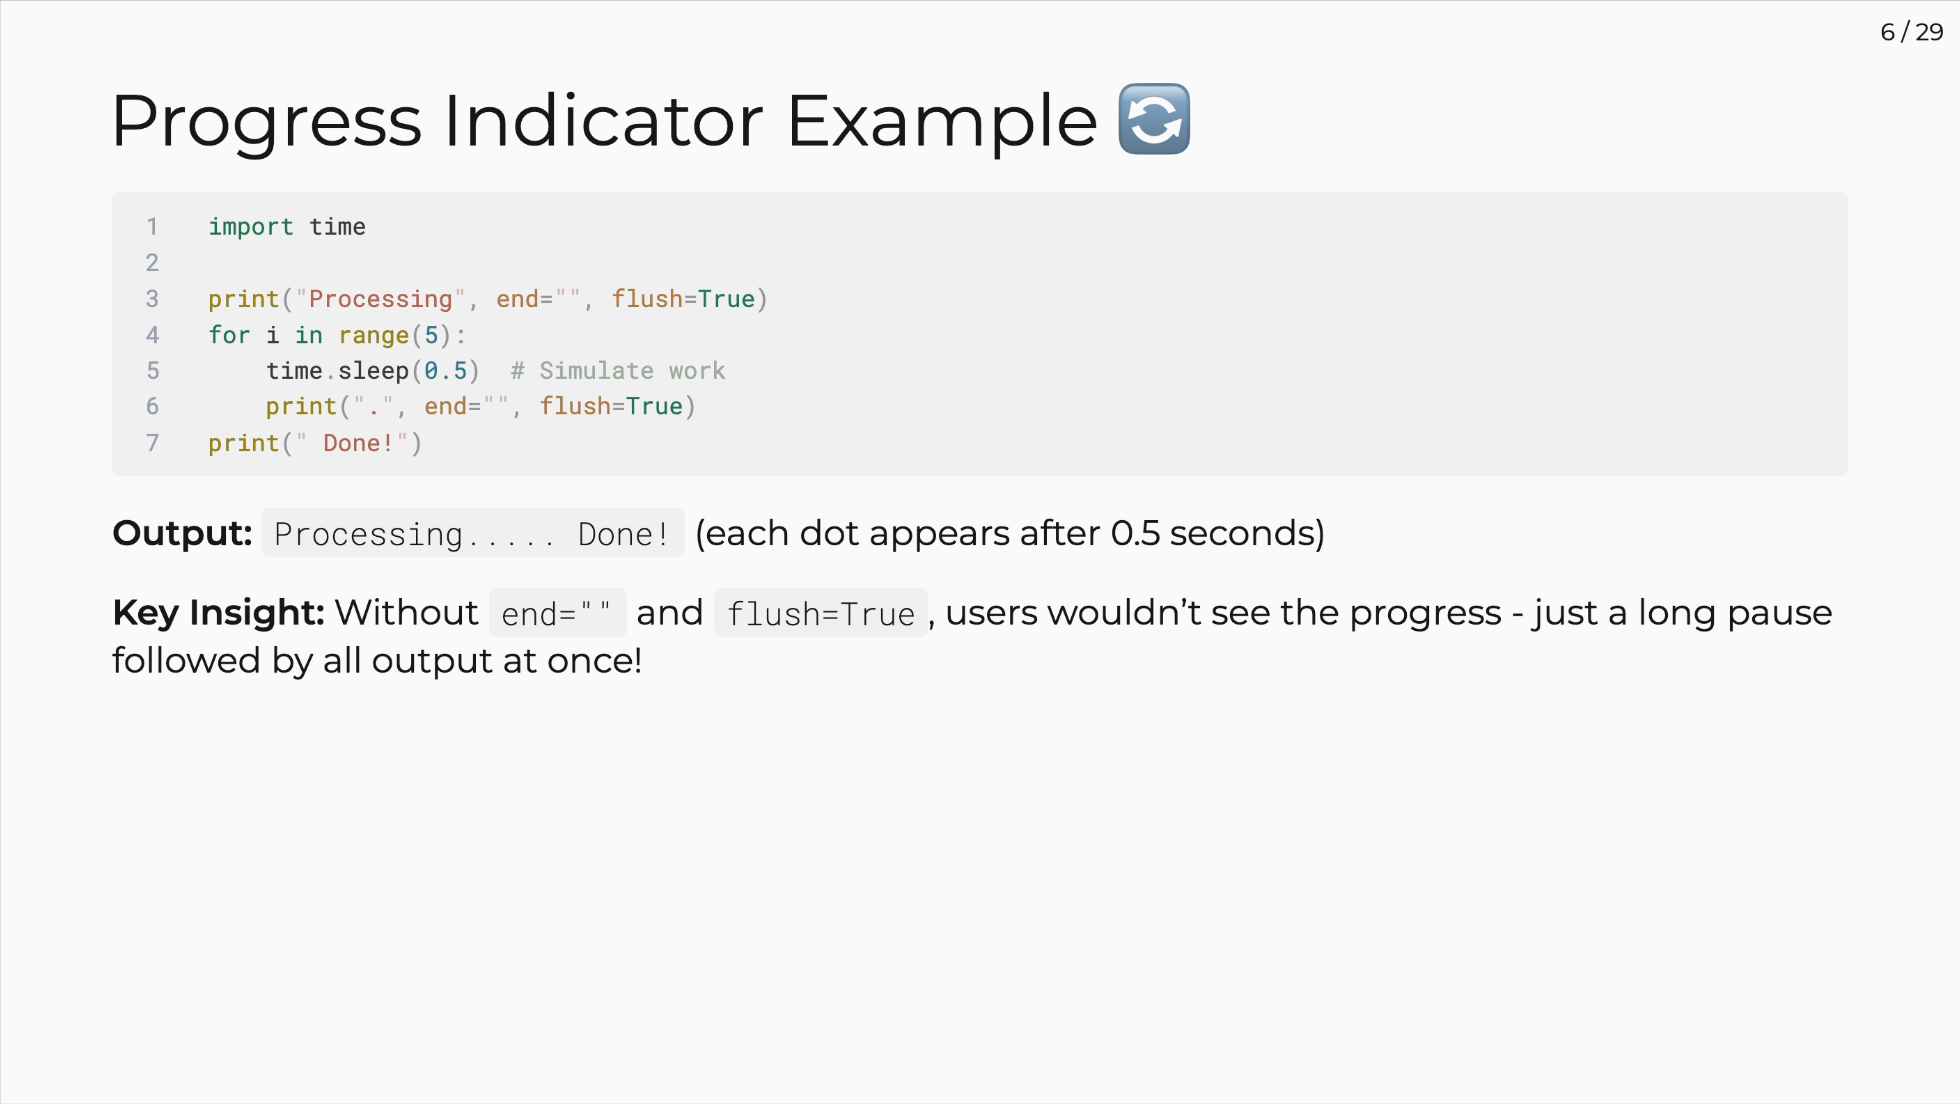 6 / 29
Progress Indicator Example 🔄
1 import time
2
3 print("Processing", end="", flush=True)
4 for i in range(5):
5     time.sleep(0.5)  # Simulate work
6     print(".", end="", flush=True)
7 print(" Done!")
Output: Processing..... Done! (each dot appears after 0.5 seconds)
Key Insight: Without end="" and flush=True, users wouldn’t see the progress - just a long pause
followed by all output at once!